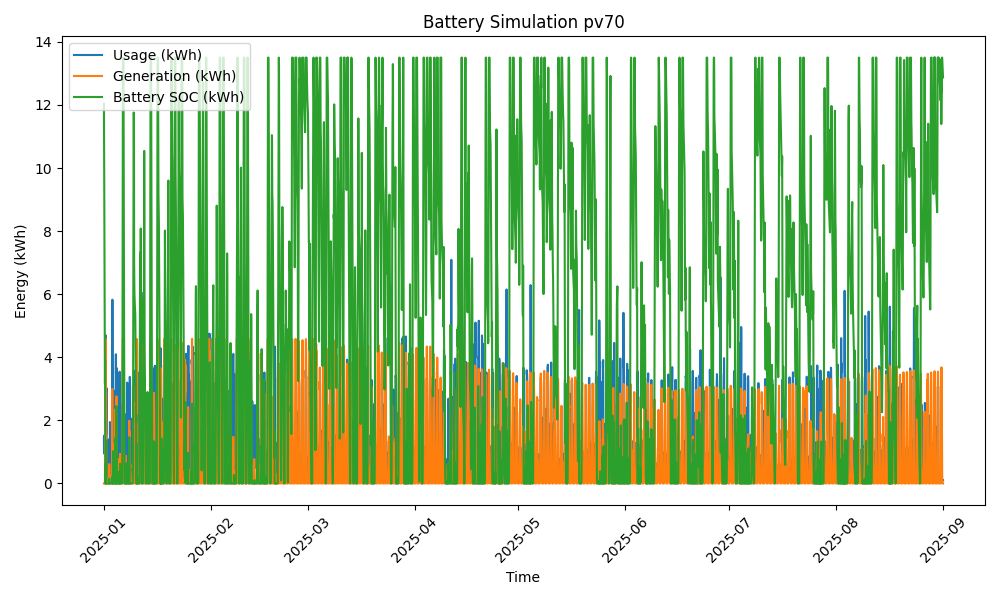 Battery Simulation pv70
Usage (kWh)
Generation (kWh)
Battery SOC (kWh)
Energy (kWh)
14
12
10
8
6
4
2
0
2025-01
2025-02
2025-03
2025-04
2025-05
2025-06
2025-07
2025-08
2025-09
Time